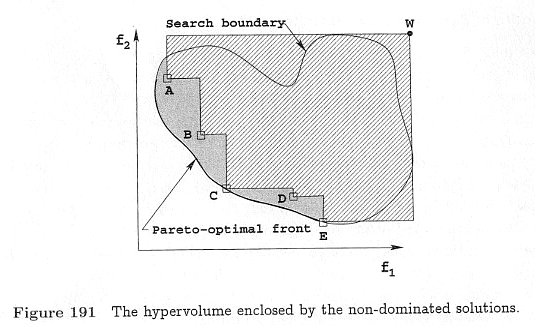 Search boundary
W
f2
A
B
C
D
E
Pareto-optimal front
f1
Figure 191 The hypervolume enclosed by the non-dominated solutions.